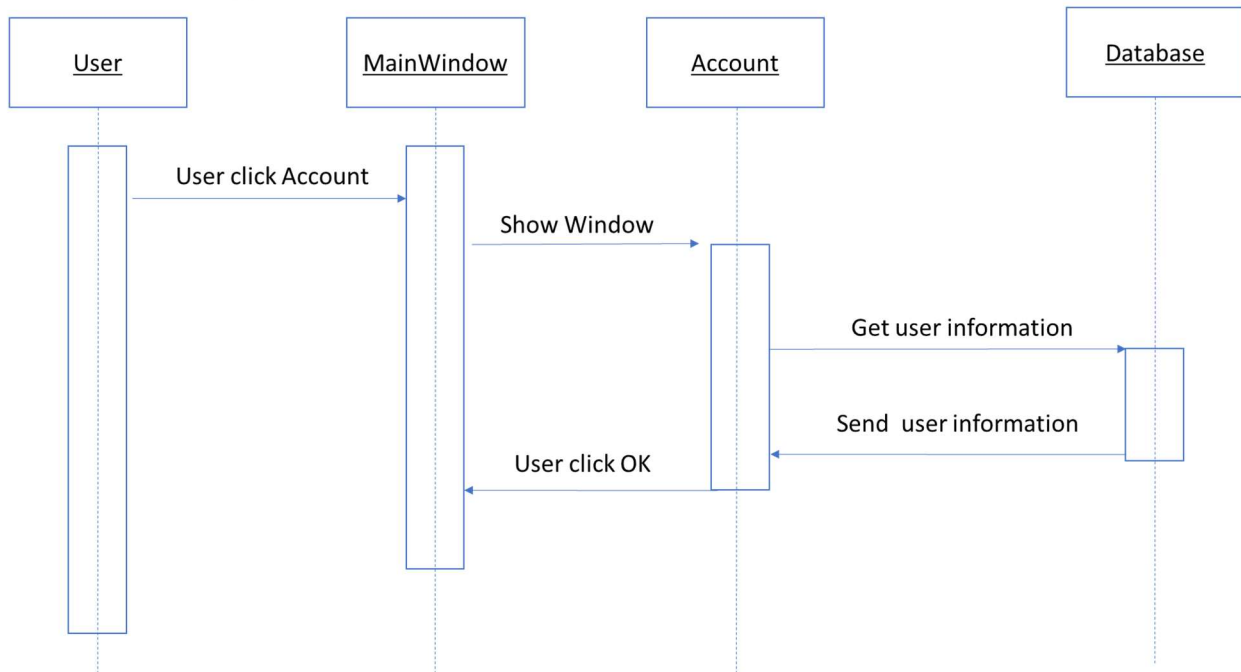 User
MainWindow
Account
Database
User click Account
Show Window
Get user information
Send  user information
User click OK